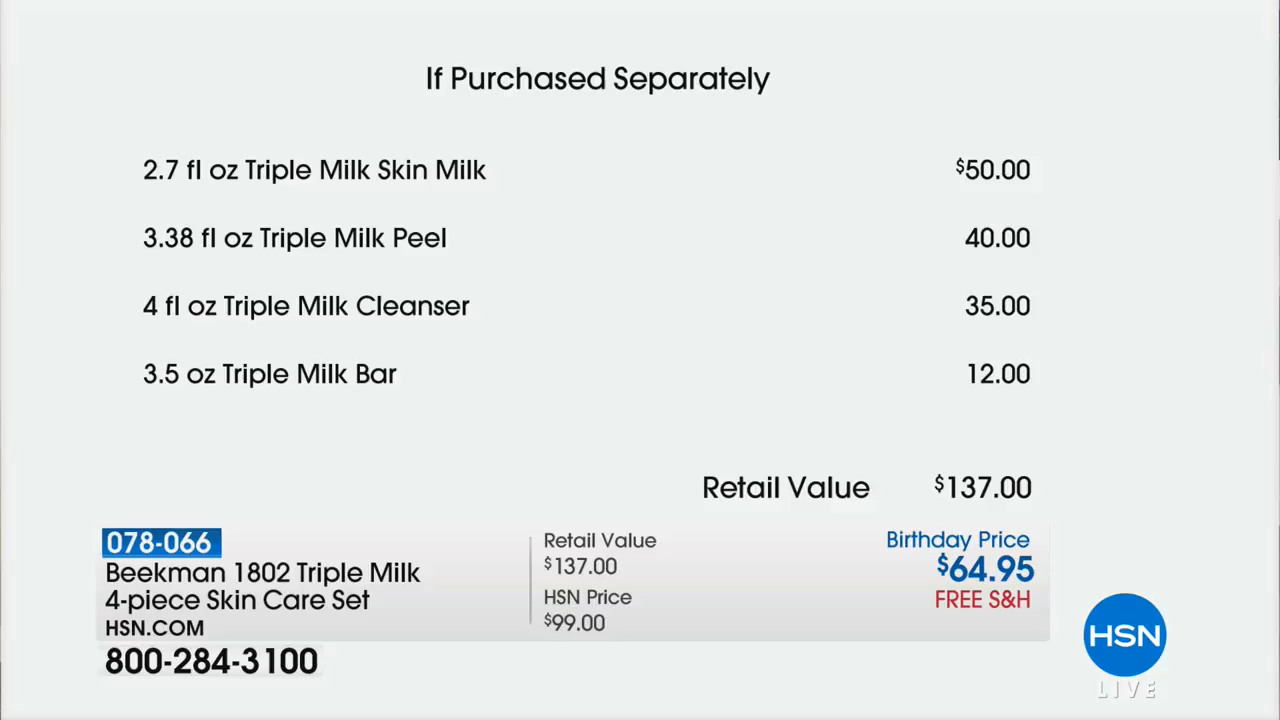 If Purchased Separately
2.7 fl oz Triple Milk Skin Milk $50.00
3.38 fl oz Triple Milk Peel 40.00
4 fl oz Triple Milk Cleanser 35.00
3.5 oz Triple Milk Bar 12.00
Retail Value $137.00
078-066
Beekman 1802 Triple Milk
4-piece Skin Care Set
HSN.COM
800-284-3100
Retail Value
$137.00
HSN Price
$99.00
Birthday Price
$64.95
FREE S&H
HSN
LIVE